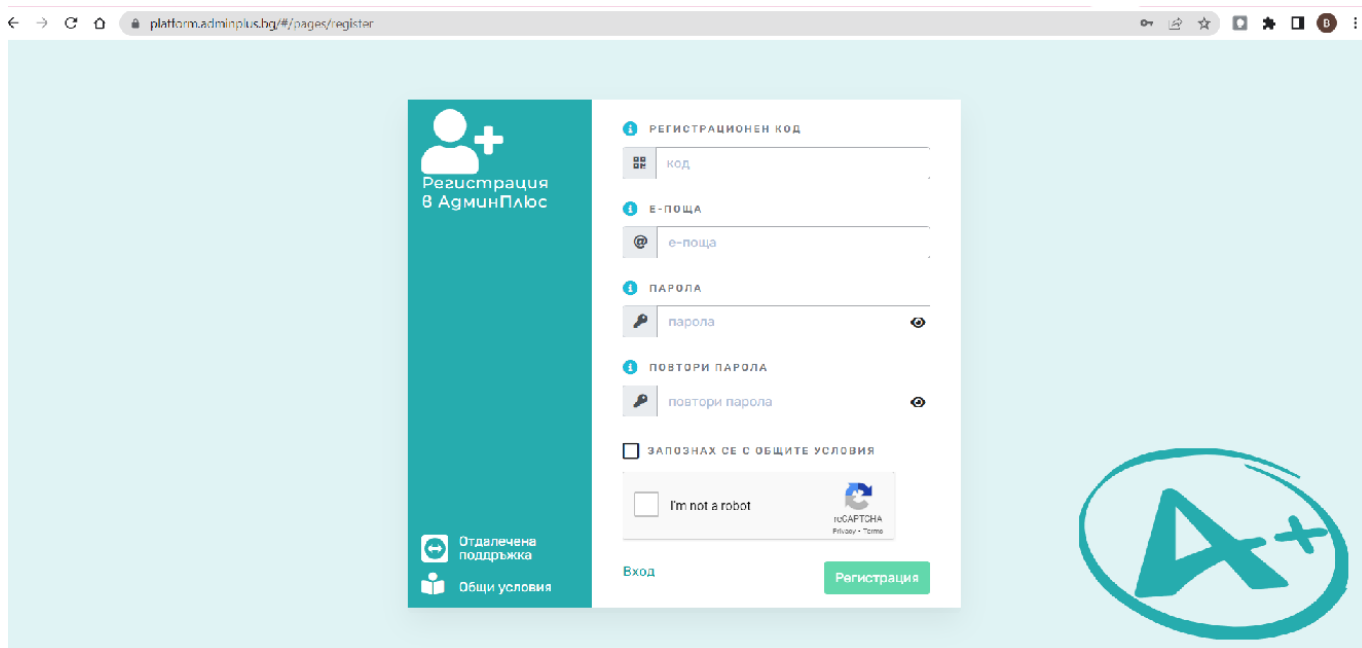 platform.adminplus.bg/#/pages/register
B
Регистрация
в АдминПлюс
Отдалечена
поддръжка
Общи условия
РЕГИСТРАЦИОНЕН КОД
код
Е-ПОЩА
е-поща
ПАРОЛА
парола
ПОВТОРИ ПАРОЛА
повтори парола
ЗАПОЗНАХ СЕ С ОБЩИТЕ УСЛОВИЯ
I'm not a robot
reCAPTCHA
Privacy • Terms
Вход
Регистрация
A+